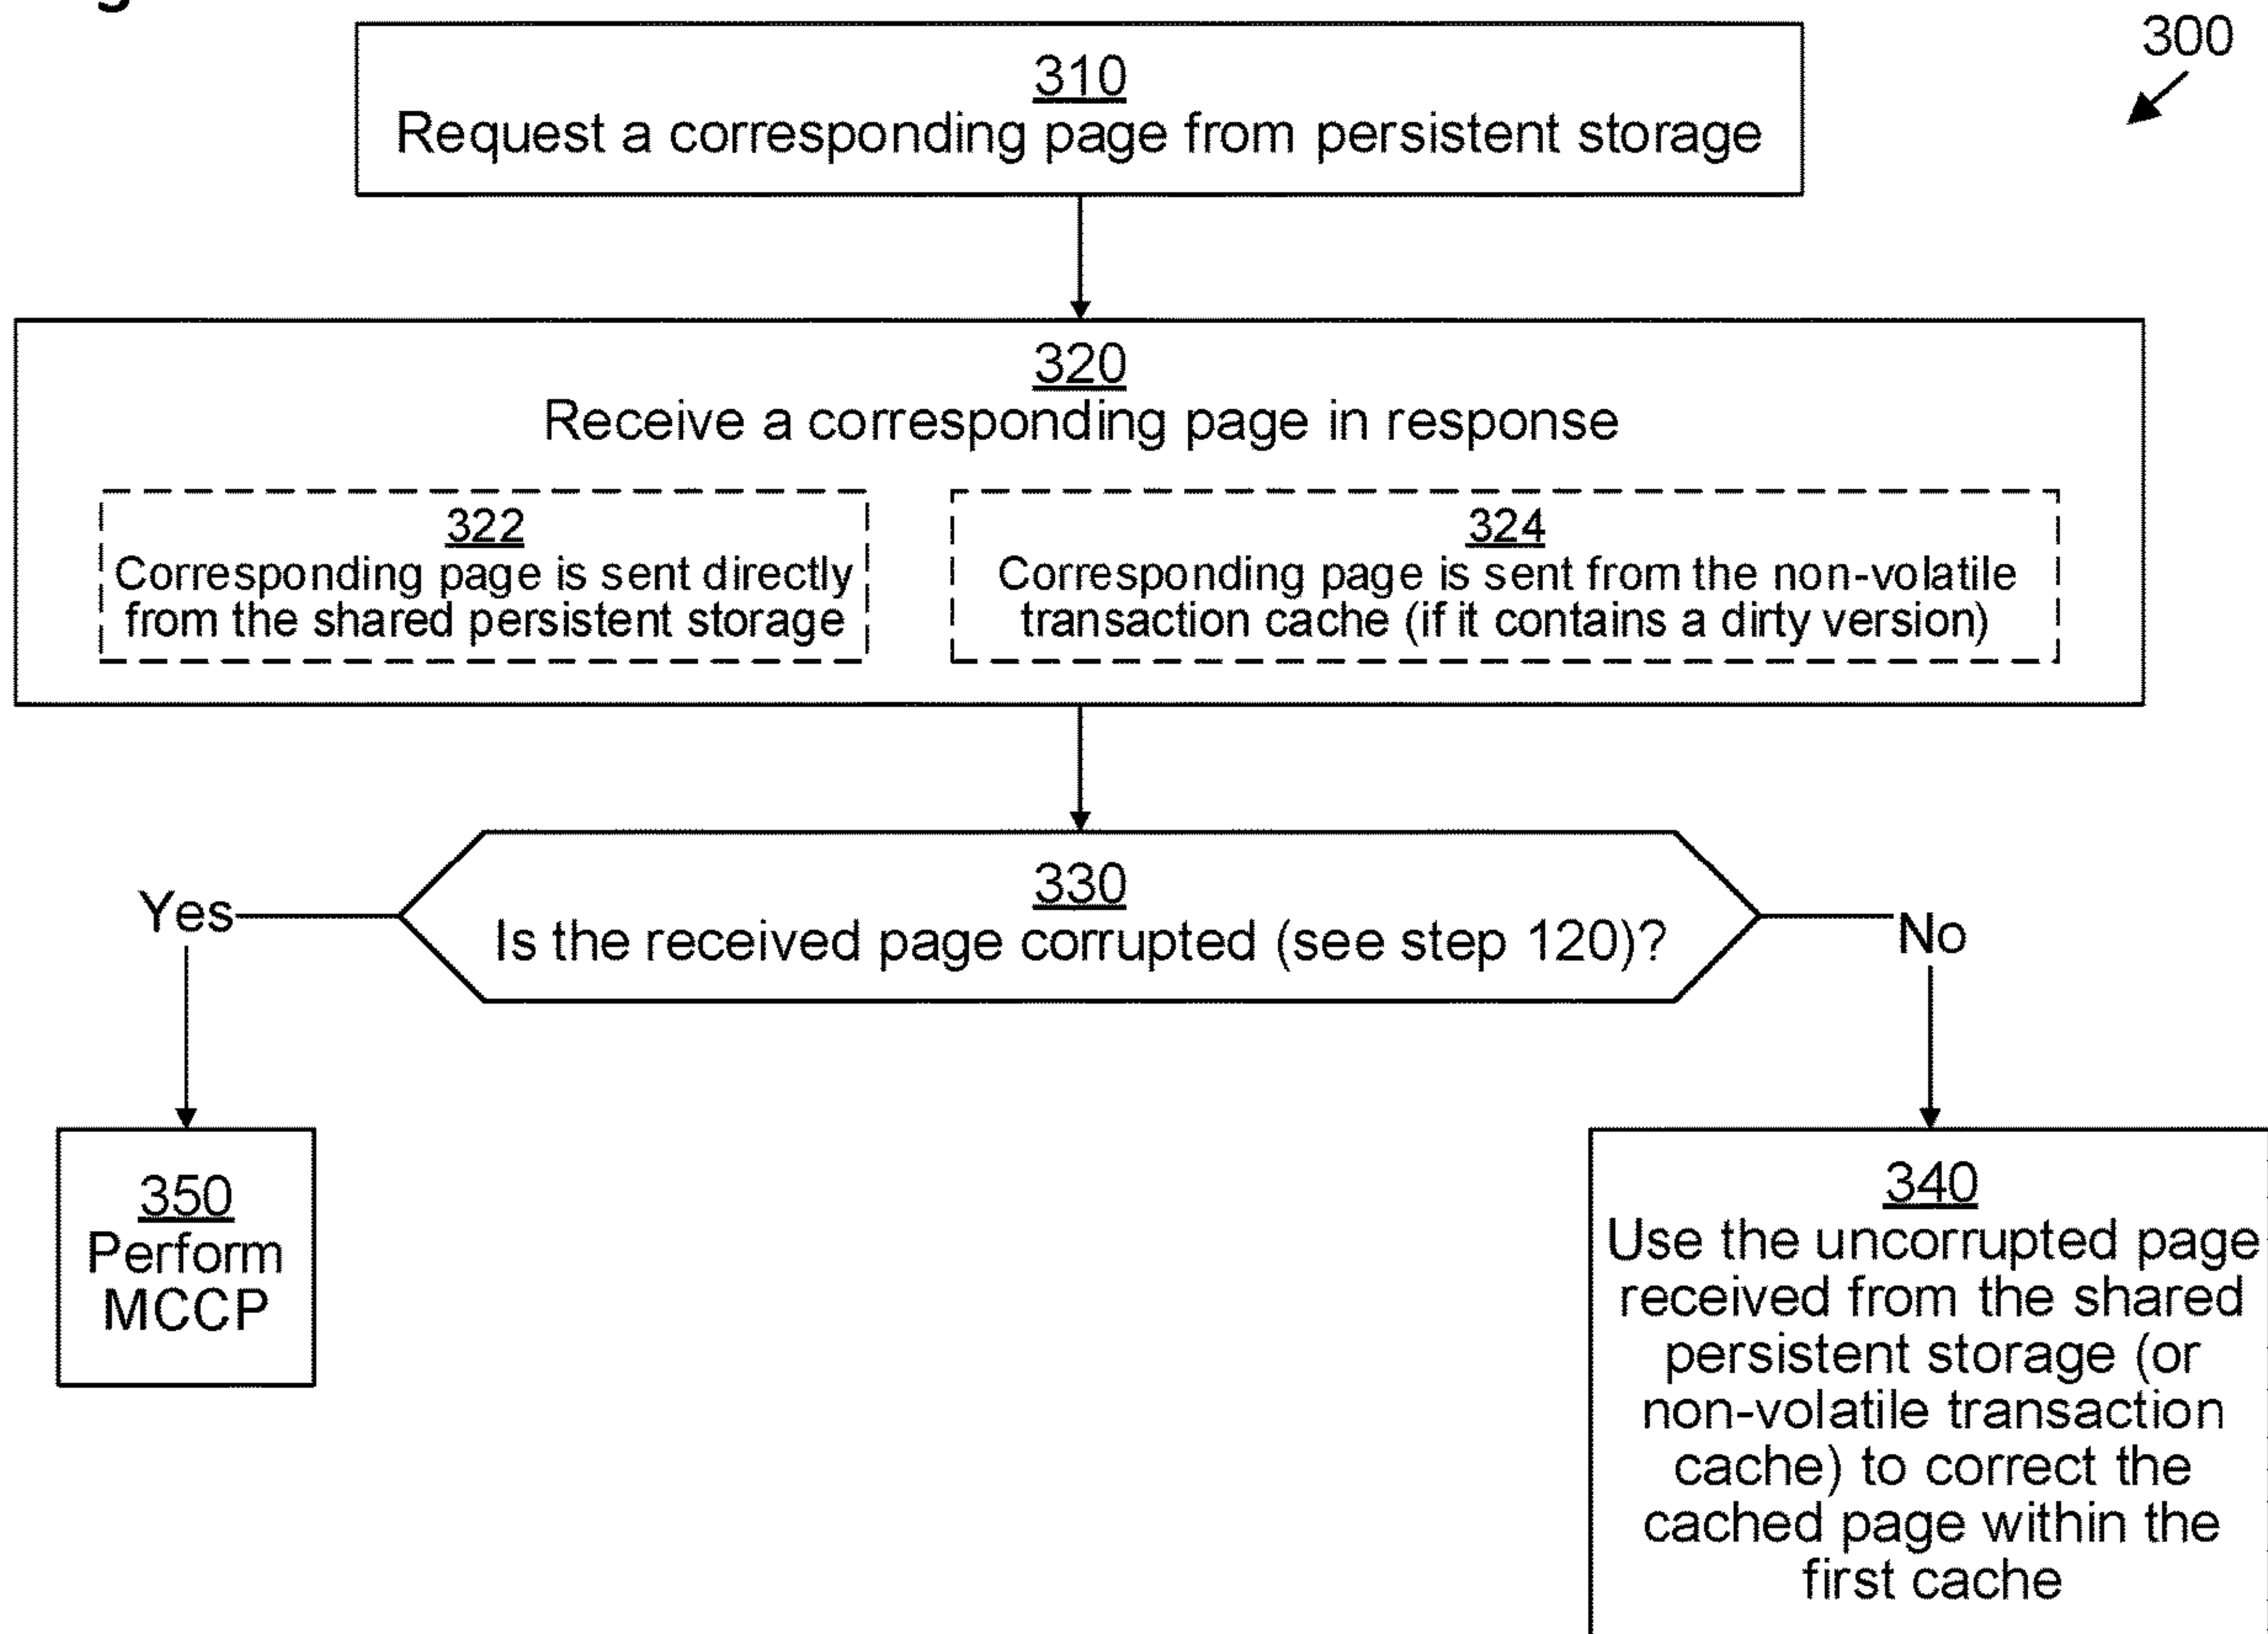 300
310
Request a corresponding page from persistent storage
320
Receive a corresponding page in response
322
Corresponding page is sent directly
from the shared persistent storage
324
Corresponding page is sent from the non-volatile
transaction cache (if it contains a dirty version)
330
Is the received page corrupted (see step 120)?
Yes
No
350
Perform
MCCP
340
Use the uncorrupted page
received from the shared
persistent storage (or
non-volatile transaction
cache) to correct the
cached page within the
first cache